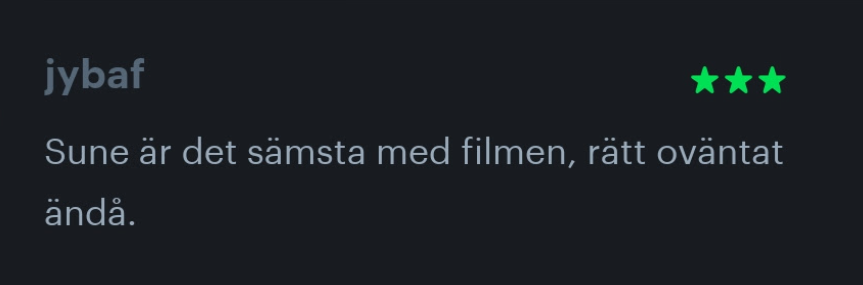 jybaf ★★★
Sune är det sämsta med filmen, rätt oväntat
ändå.